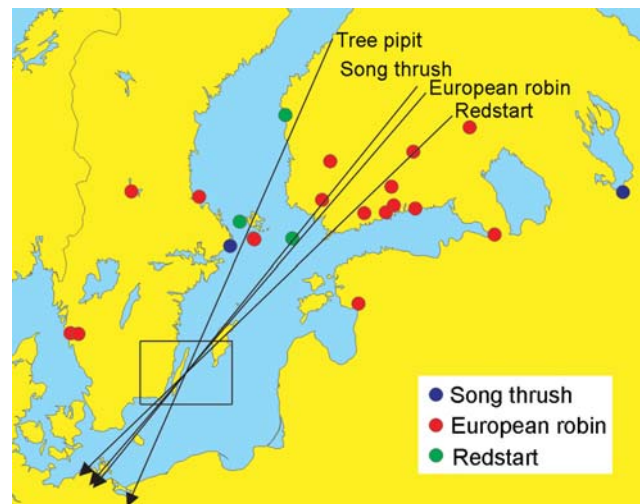 Tree pipit
Song thrush
European robin
Redstart
Song thrush
European robin
Redstart